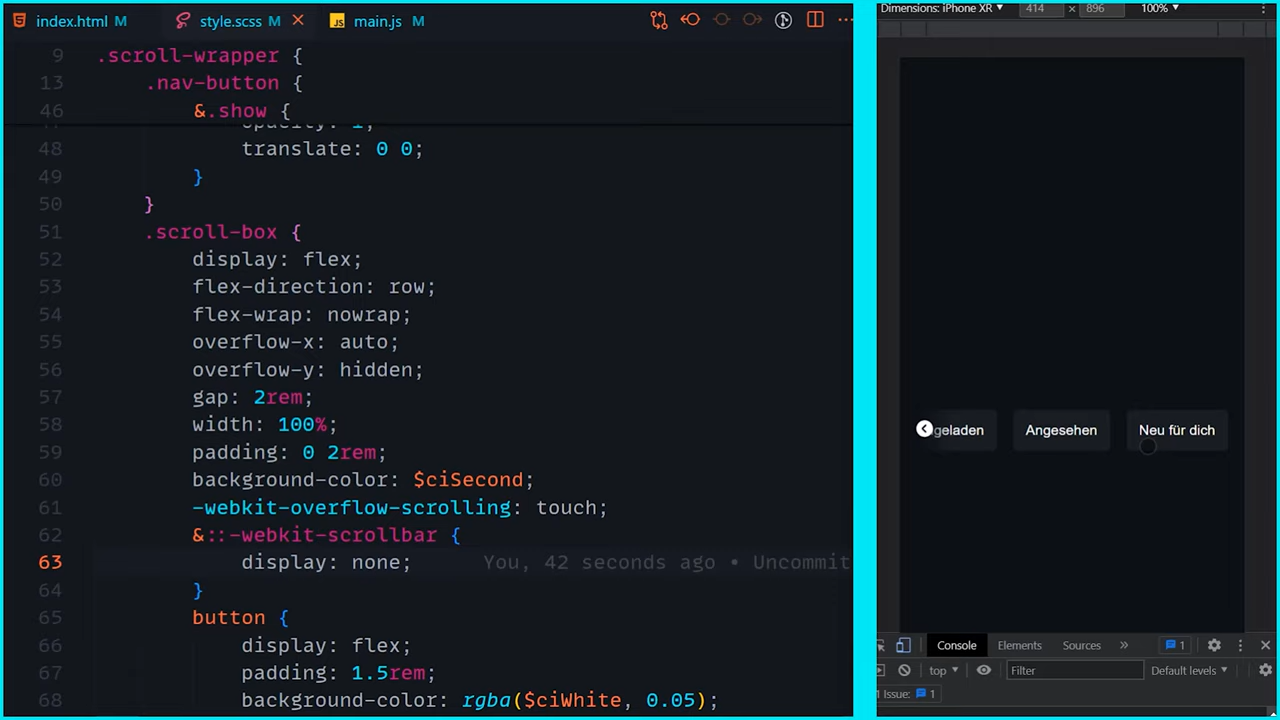 index.html M
style.scss
main.js M
9 .scroll-wrapper {
13 .nav-button {
46 &.show {
opacity: 1;
48 translate: 0 0;
49 }
50 }
51 .scroll-box {
52 display: flex;
53 flex-direction: row;
54 flex-wrap: nowrap;
55 overflow-x: auto;
56 overflow-y: hidden;
57 gap: 2rem;
58 width: 100%;
59 padding: 0 2rem;
60 background-color: $ciSecond;
61 -webkit-overflow-scrolling: touch;
62 &::-webkit-scrollbar {
63 display: none; You, 42 seconds ago • Uncommit
64 }
65 button {
66 display: flex;
67 padding: 1.5rem;
68 background-color: rgba($ciWhite, 0.05);
Dimensions: iPhone XR 414 × 896 100%
geladen Angesehen Neu für dich
Console Elements Sources 1
top Filter Default levels
1 Issue: 1